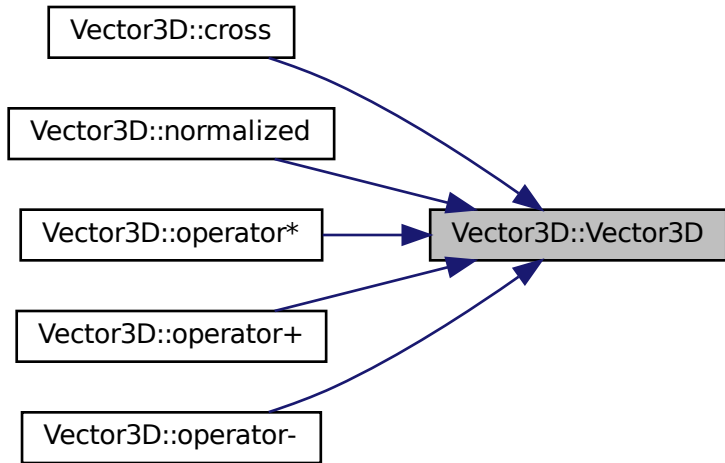 Vector3D::cross
Vector3D::normalized
Vector3D::operator*
Vector3D::Vector3D
Vector3D::operator+
Vector3D::operator-